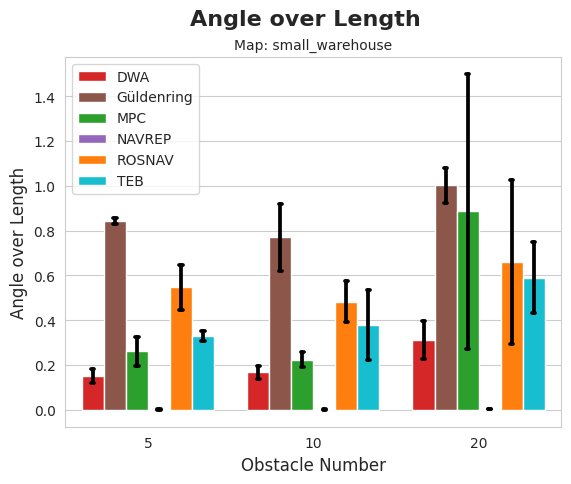 Angle over Length
Map: small_warehouse
DWA
Güldenring
MPC
NAVREP
ROSNAV
TEB
Angle over Length
1.4
1.2
1.0
0.8
0.6
0.4
0.2
0.0
5
10
20
Obstacle Number